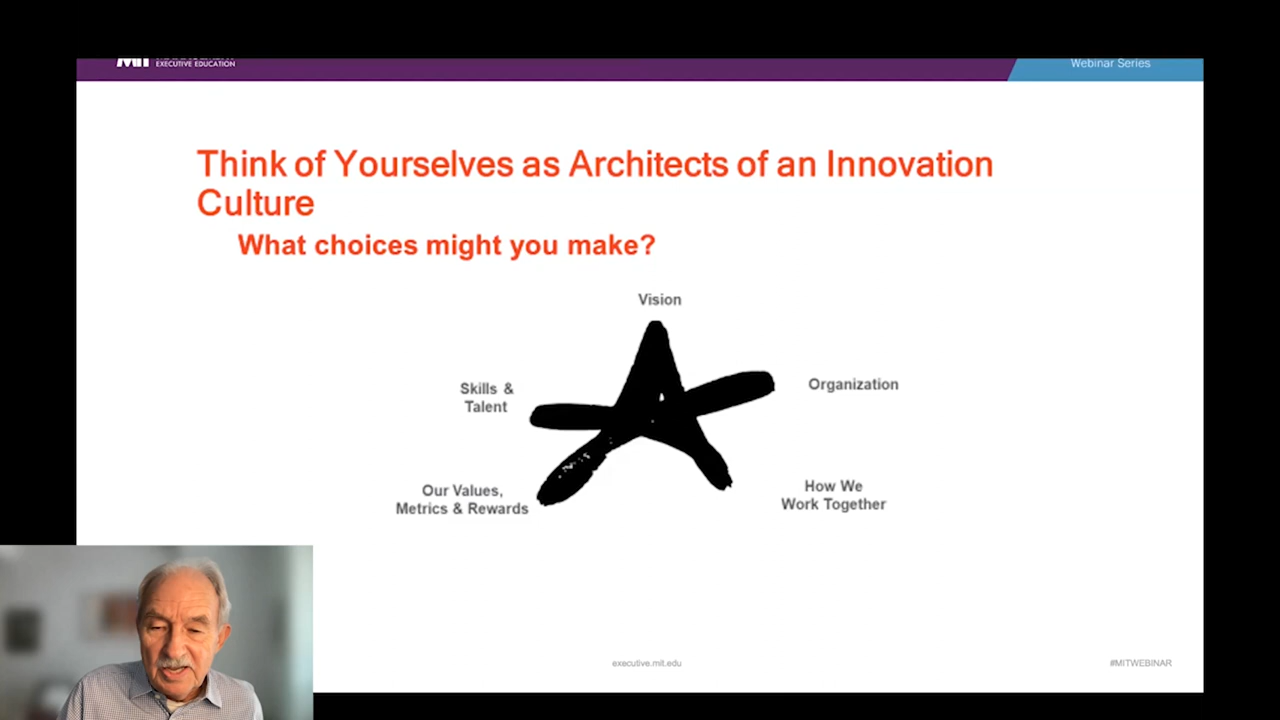 EXECUTIVE EDUCATION
Webinar Series
Think of Yourselves as Architects of an Innovation
Culture
What choices might you make?
Vision
Skills &
Talent
Organization
Our Values,
Metrics & Rewards
How We
Work Together
executive.mit.edu
#MITWEBINAR